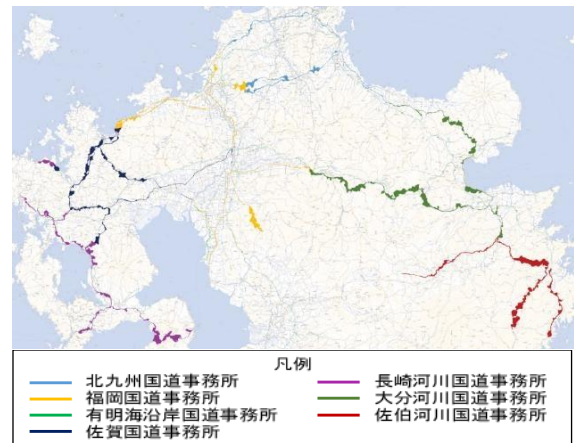 凡例
北九州国道事務所
福岡国道事務所
有明海沿岸国道事務所
佐賀国道事務所
長崎河川国道事務所
大分河川国道事務所
佐伯河川国道事務所